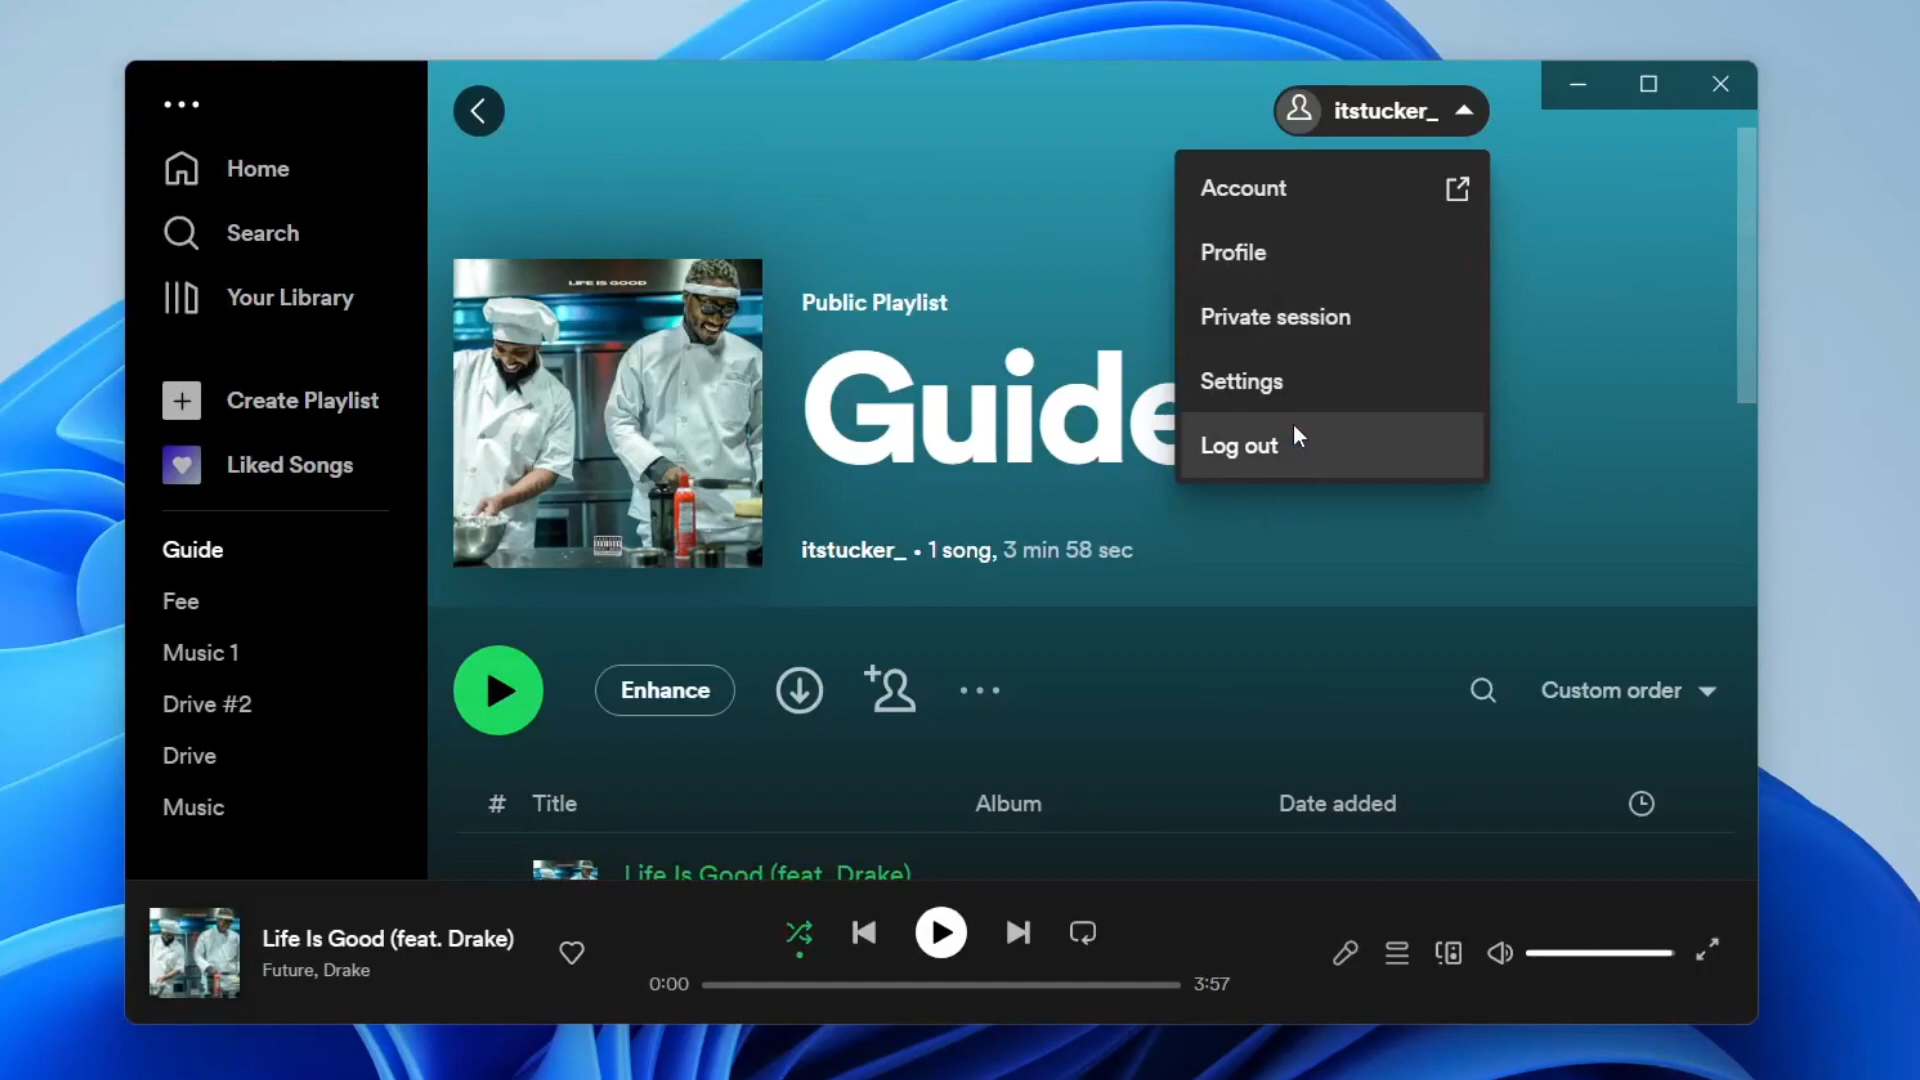 Home
Search
Your Library
Create Playlist
Liked Songs
Guide
Fee
Music 1
Drive #2
Drive
Music
itstucker_
Account
Profile
Private session
Settings
Log out
LIFE IS GOOD
Public Playlist
Guide
itstucker_ • 1 song, 3 min 58 sec
Enhance
Custom order
# Title Album Date added
Life Is Good (feat. Drake)
Life Is Good (feat. Drake)
Future, Drake
0:00 3:57